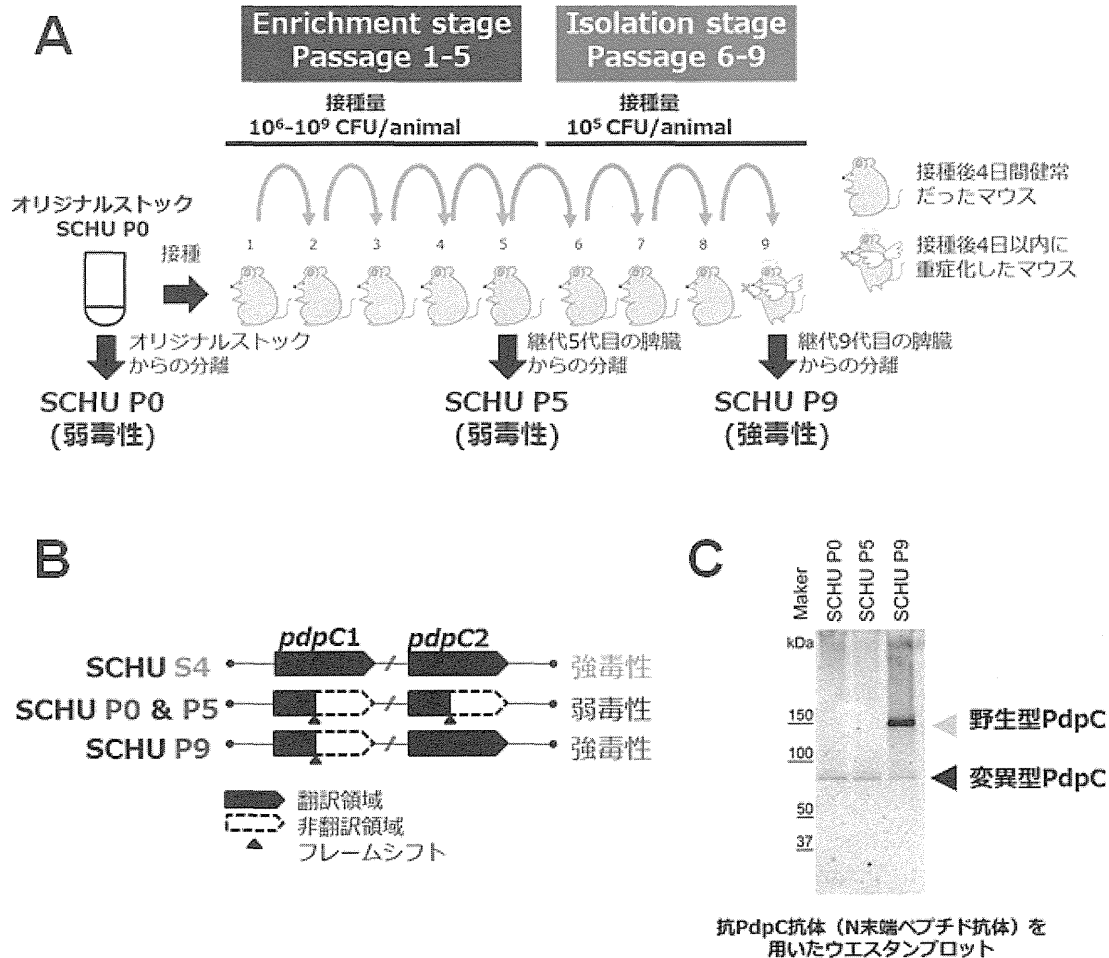 A
Enrichment stage
Passage 1-5
Isolation stage
Passage 6-9
接種量
10⁶-10⁹ CFU/animal
接種量
10⁵ CFU/animal
オリジナルストック
SCHU P0
接種
1 2 3 4 5 6 7 8 9
接種後4日間健常
だったマウス
接種後4日以内に
重症化したマウス
オリジナルストック
からの分離
継代5代目の脾臓
からの分離
継代9代目の脾臓
からの分離
SCHU P0
(弱毒性)
SCHU P5
(弱毒性)
SCHU P9
(強毒性)
B
pdpC1 pdpC2
SCHU S4 強毒性
SCHU P0 & P5 弱毒性
SCHU P9 強毒性
翻訳領域
非翻訳領域
フレームシフト
C
Maker
SCHU P0
SCHU P5
SCHU P9
kDa
150
100
50
37
野生型PdpC
変異型PdpC
抗PdpC抗体（N末端ペプチド抗体）を
用いたウエスタンブロット